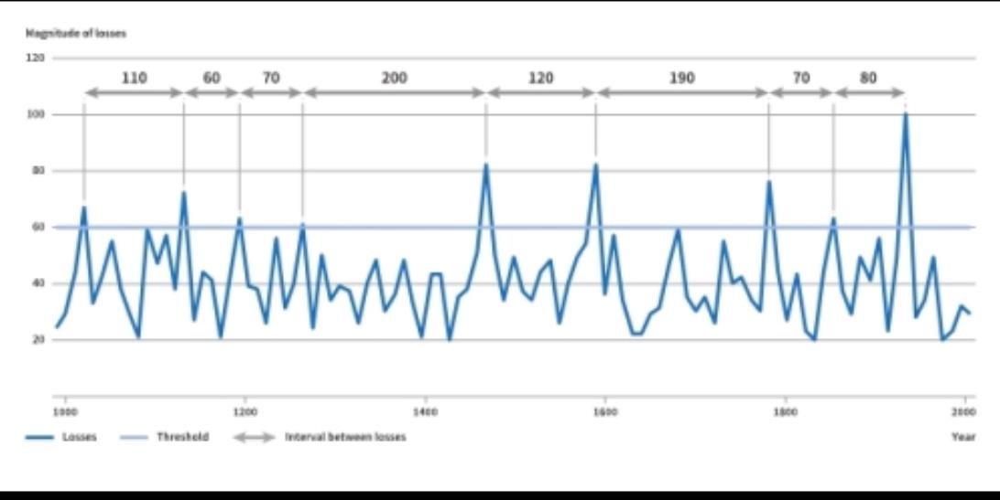 Magnitude of losses
120
110 60 70 200 120 190 70 80
100
80
60
40
20
1000 1200 1400 1600 1800 2000
Losses Threshold Interval between losses Year